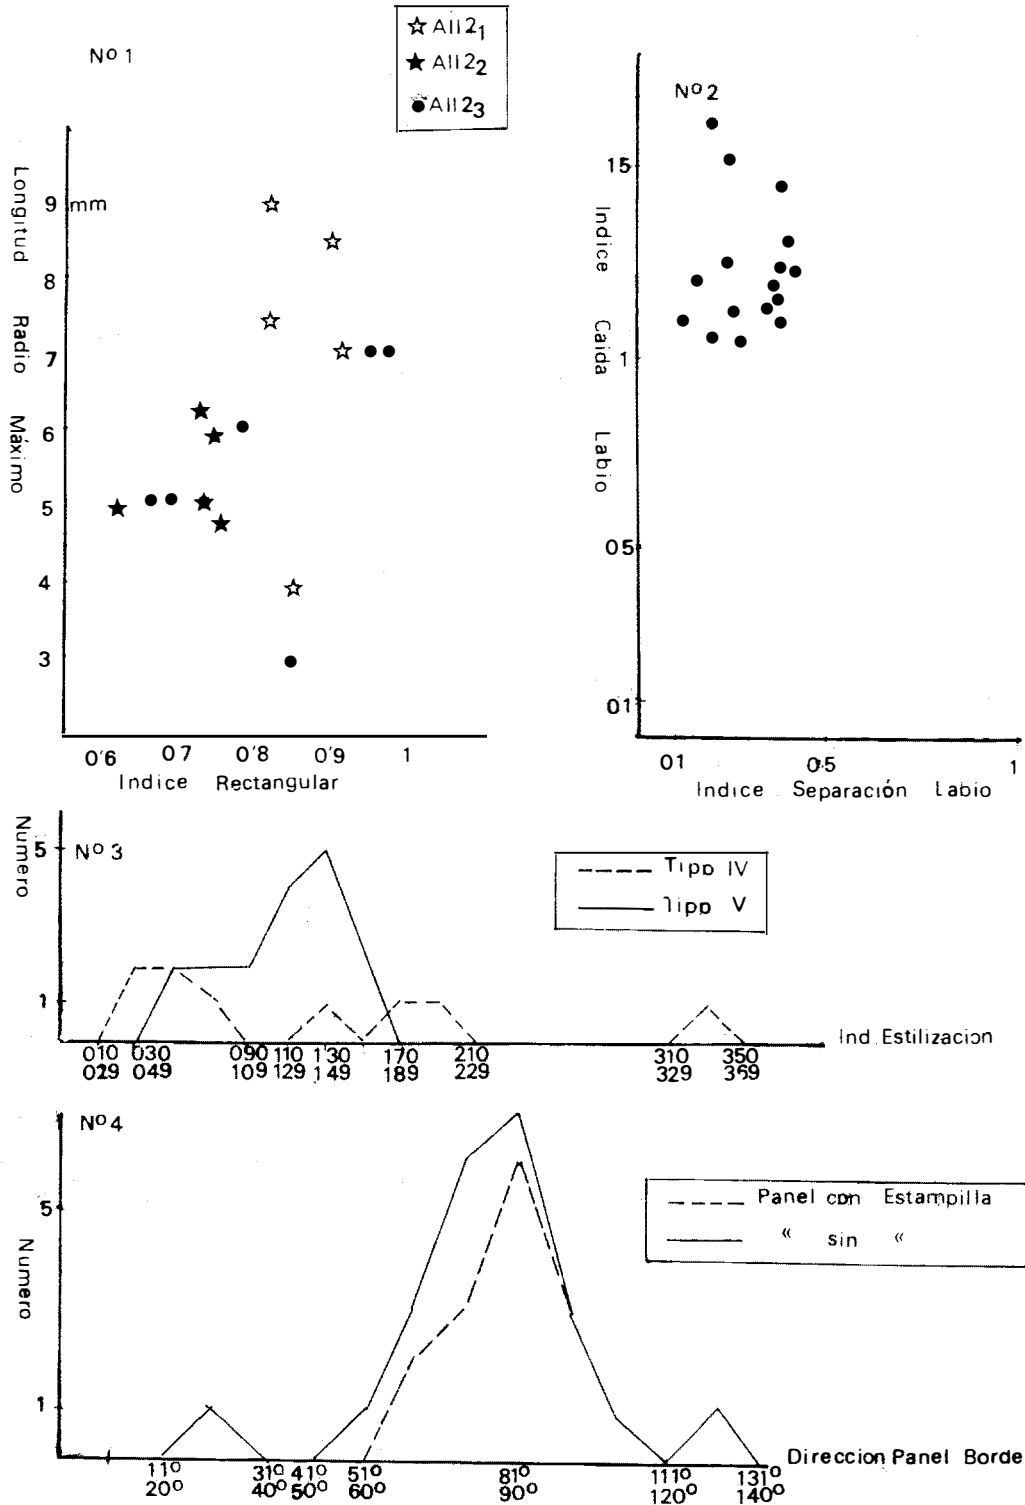 Nº 1
AII2₁
AII2₂
AII2₃
Longitud Radio Máximo
9 mm
8
7
6
5
4
3
0'6 0'7 0'8 0'9 1
Indice Rectangular
Nº 2
Indice Caida Labio
15
1
05
01
01 0'5 1
Indice Separación Labio
Nº 3
Numero
5
1
Tipo IV
Tipo V
010 030 090 110 130 170 210 310 350
029 049 109 129 149 189 229 329 369
Ind Estilizacion
Nº 4
Numero
5
1
Panel con Estampilla
“ sin “
11º 31º 41º 51º 81º 111º 131º
20º 40º 50º 60º 90º 120º 140º
Direccion Panel Borde